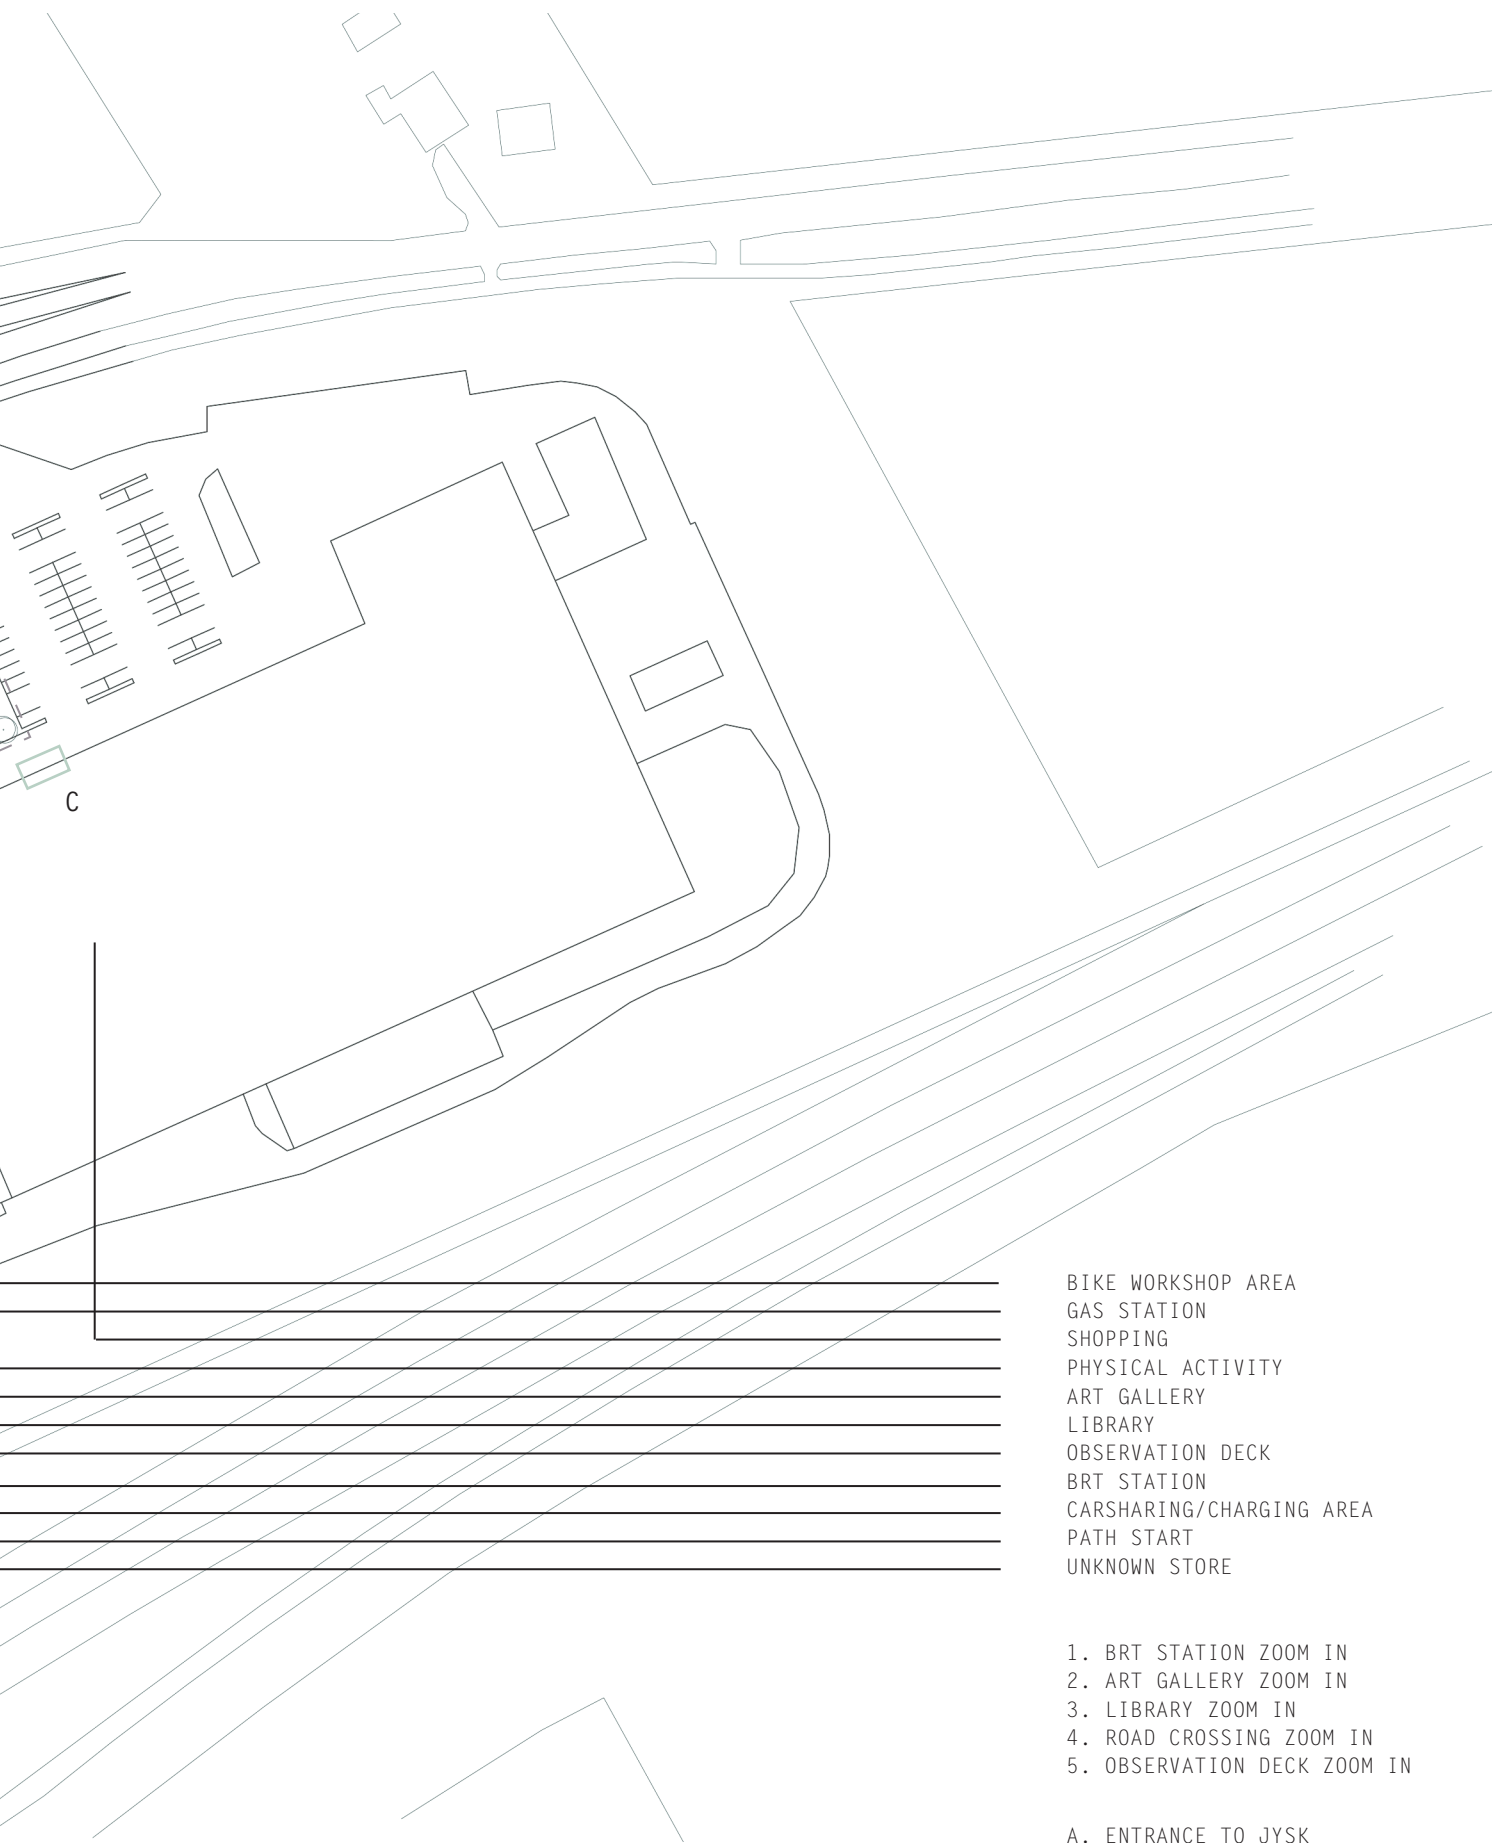 C
BIKE WORKSHOP AREA
GAS STATION
SHOPPING
PHYSICAL ACTIVITY
ART GALLERY
LIBRARY
OBSERVATION DECK
BRT STATION
CARSHARING/CHARGING AREA
PATH START
UNKNOWN STORE
1. BRT STATION ZOOM IN
2. ART GALLERY ZOOM IN
3. LIBRARY ZOOM IN
4. ROAD CROSSING ZOOM IN
5. OBSERVATION DECK ZOOM IN
A. ENTRANCE TO JYSK